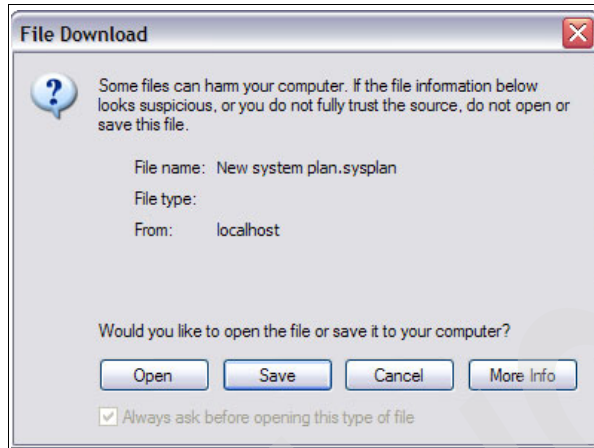 File Download
Some files can harm your computer. If the file information below
looks suspicious, or you do not fully trust the source, do not open or
save this file.
File name: New system plan.sysplan
File type:
From: localhost
Would you like to open the file or save it to your computer?
Open Save Cancel More Info
Always ask before opening this type of file